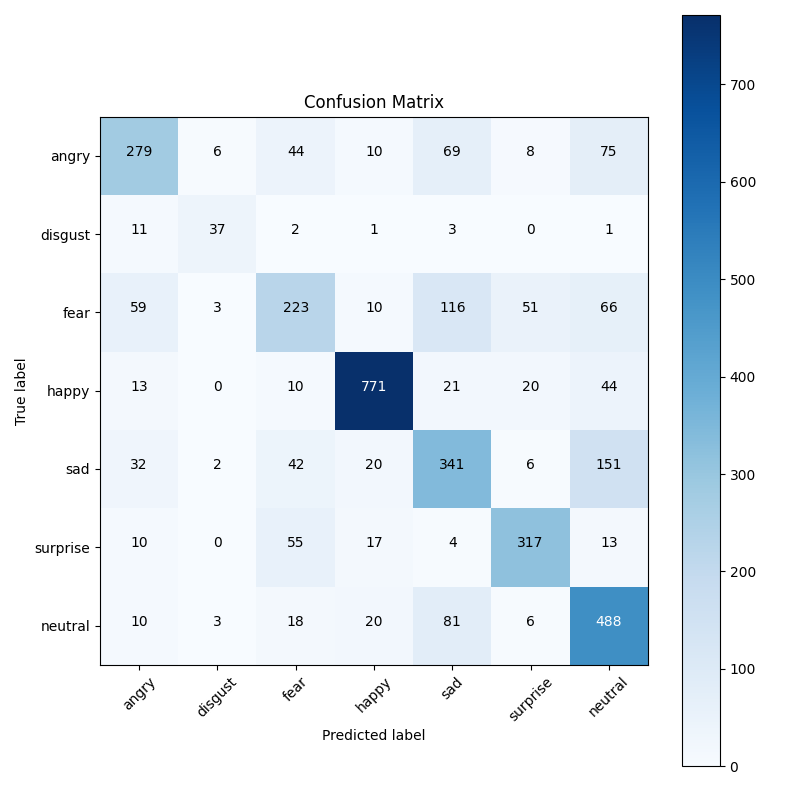 Confusion Matrix
angry 279 6 44 10 69 8 75
disgust 11 37 2 1 3 0 1
fear 59 3 223 10 116 51 66
happy 13 0 10 771 21 20 44
sad 32 2 42 20 341 6 151
surprise 10 0 55 17 4 317 13
neutral 10 3 18 20 81 6 488
angry disgust fear happy sad surprise neutral
Predicted label
True label
700
600
500
400
300
200
100
0